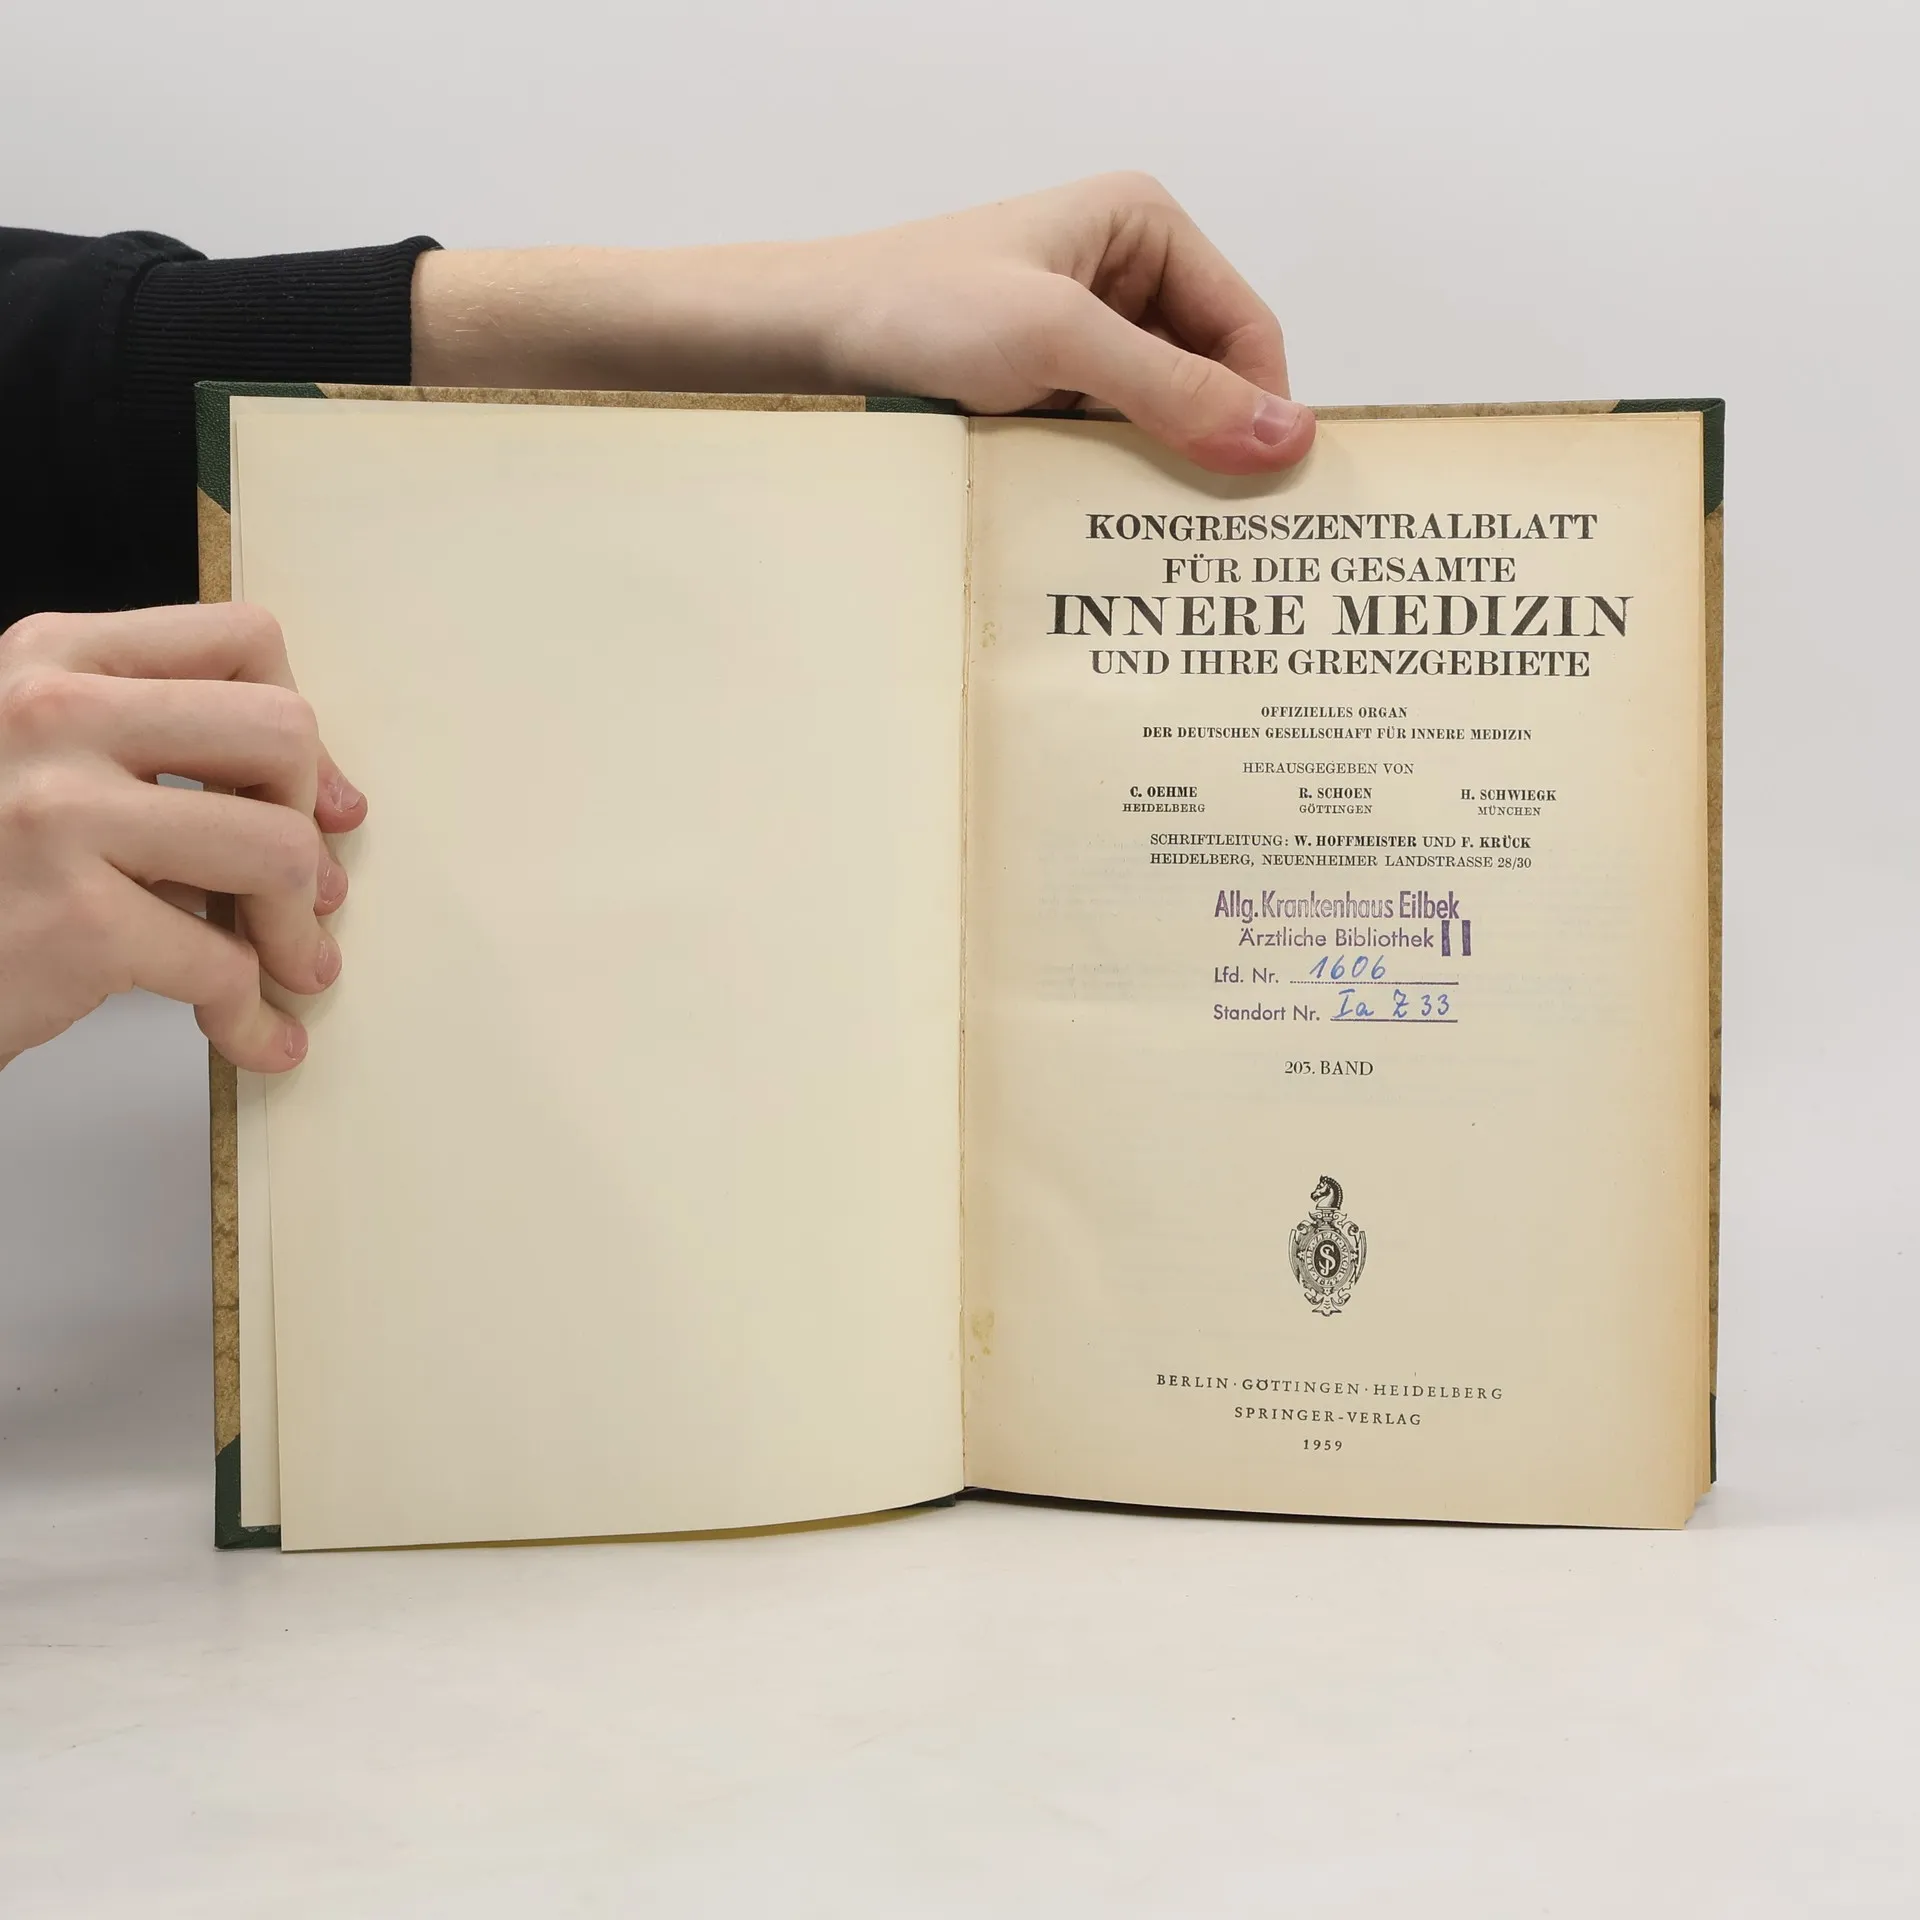 KONGRESSZENTRALBLATT
FÜR DIE GESAMTE
INNERE MEDIZIN
UND IHRE GRENZGEBIETE
OFFIZIELLES ORGAN
DER DEUTSCHEN GESELLSCHAFT FÜR INNERE MEDIZIN
HERAUSGEGEBEN VON
C. OEHME R. SCHOEN H. SCHWIEGK
HEIDELBERG GÖTTINGEN MÜNCHEN
SCHRIFTLEITUNG: W. HOFFMEISTER UND F. KRÜCK
HEIDELBERG, NEUENHEIMER LANDSTRASSE 28/30
Allg. Krankenhaus Eilbek
Ärztliche Bibliothek
Lfd. Nr. 1606
Standort Nr. Ia Z 33
203. BAND
BERLIN · GÖTTINGEN · HEIDELBERG
SPRINGER-VERLAG
1959